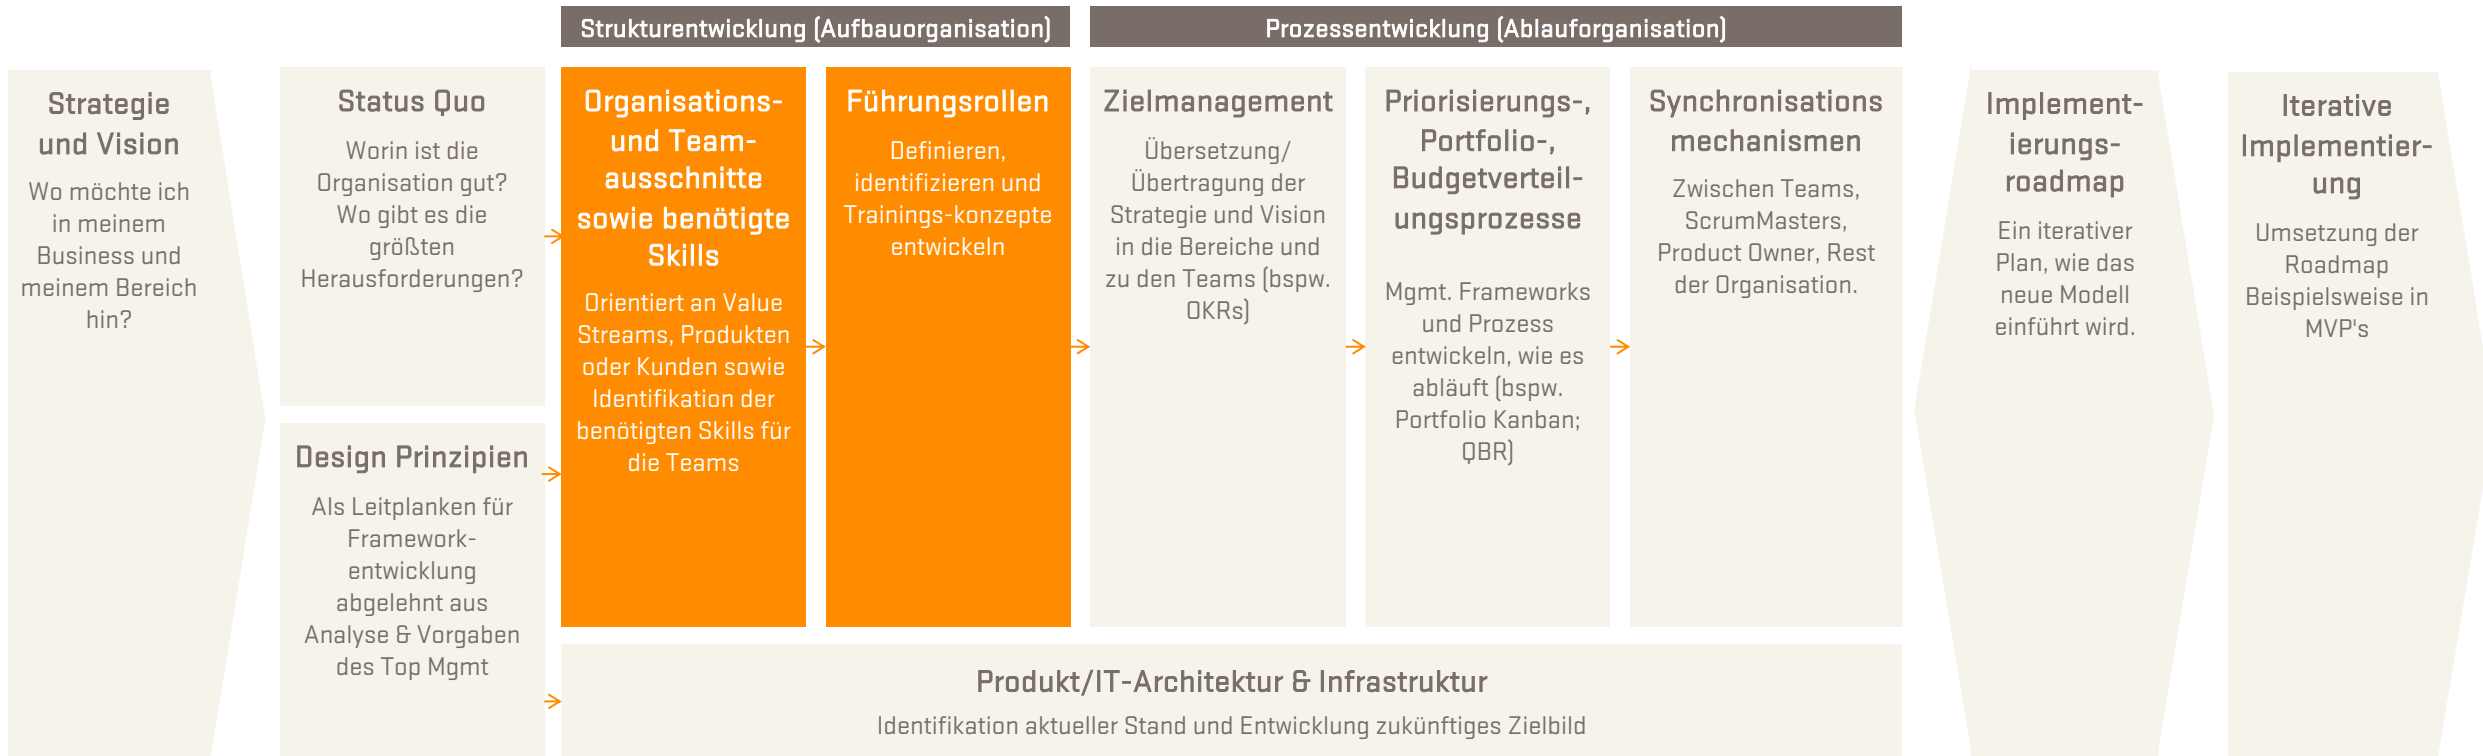 Strukturentwicklung (Aufbauorganisation)
Prozessentwicklung (Ablauforganisation)
Strategie
und Vision
Wo möchte ich
in meinem
Business und
meinem Bereich
hin?
Status Quo
Worin ist die
Organisation gut?
Wo gibt es die
größten
Herausforderungen?
Design Prinzipien
Als Leitplanken für
Framework-
entwicklung
abgelehnt aus
Analyse & Vorgaben
des Top Mgmt
Organisations-
und Team-
ausschnitte
sowie benötigte
Skills
Orientiert an Value
Streams, Produkten
oder Kunden sowie
Identifikation der
benötigten Skills für
die Teams
Führungsrollen
Definieren,
identifizieren und
Trainings-konzepte
entwickeln
Zielmanagement
Übersetzung/
Übertragung der
Strategie und Vision
in die Bereiche und
zu den Teams (bspw.
OKRs)
Priorisierungs-,
Portfolio-,
Budgetverteil-
ungsprozesse
Mgmt. Frameworks
und Prozess
entwickeln, wie es
abläuft (bspw.
Portfolio Kanban;
QBR)
Synchronisations
mechanismen
Zwischen Teams,
ScrumMasters,
Product Owner, Rest
der Organisation.
Produkt/IT-Architektur & Infrastruktur
Identifikation aktueller Stand und Entwicklung zukünftiges Zielbild
Implement-
ierungs-
roadmap
Ein iterativer
Plan, wie das
neue Modell
einführt wird.
Iterative
Implementier-
ung
Umsetzung der
Roadmap
Beispielsweise in
MVP's